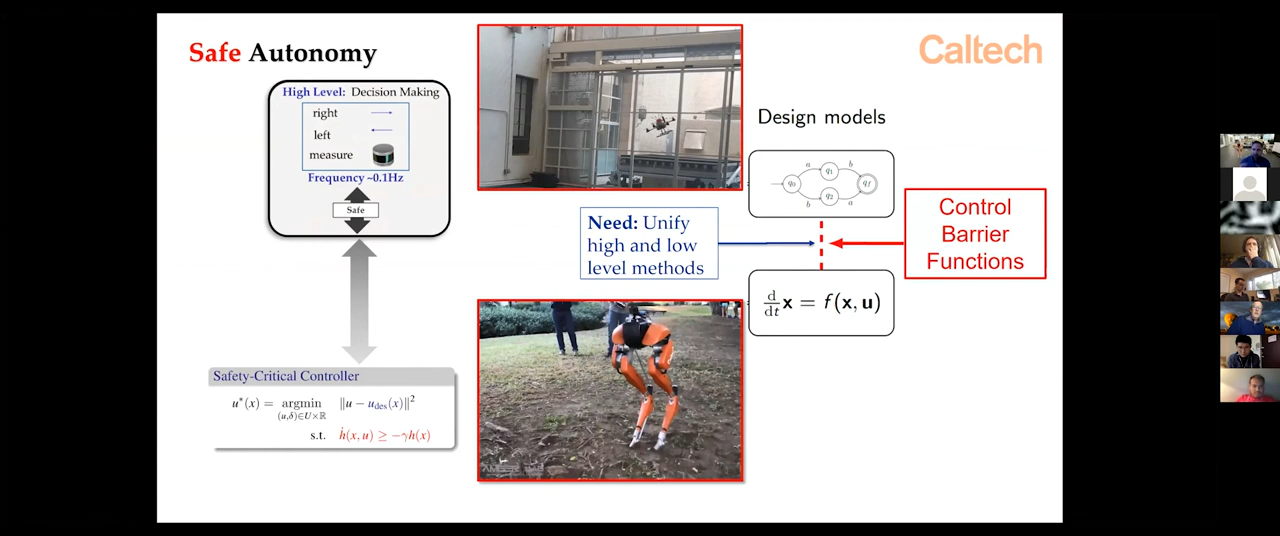 Safe Autonomy
Caltech
High Level: Decision Making
right
left
measure
Frequency ~0.1Hz
Safe
Design models
q0
a
q1
b
qf
b
q2
a
Need: Unify
high and low
level methods
Control
Barrier
Functions
d/dt x = f(x, u)
Safety-Critical Controller
u*(x) = argmin ‖u − udes(x)‖²
(u,δ)∈U×ℝ
s.t. ḣ(x, u) ≥ −γh(x)
AMBER LAB